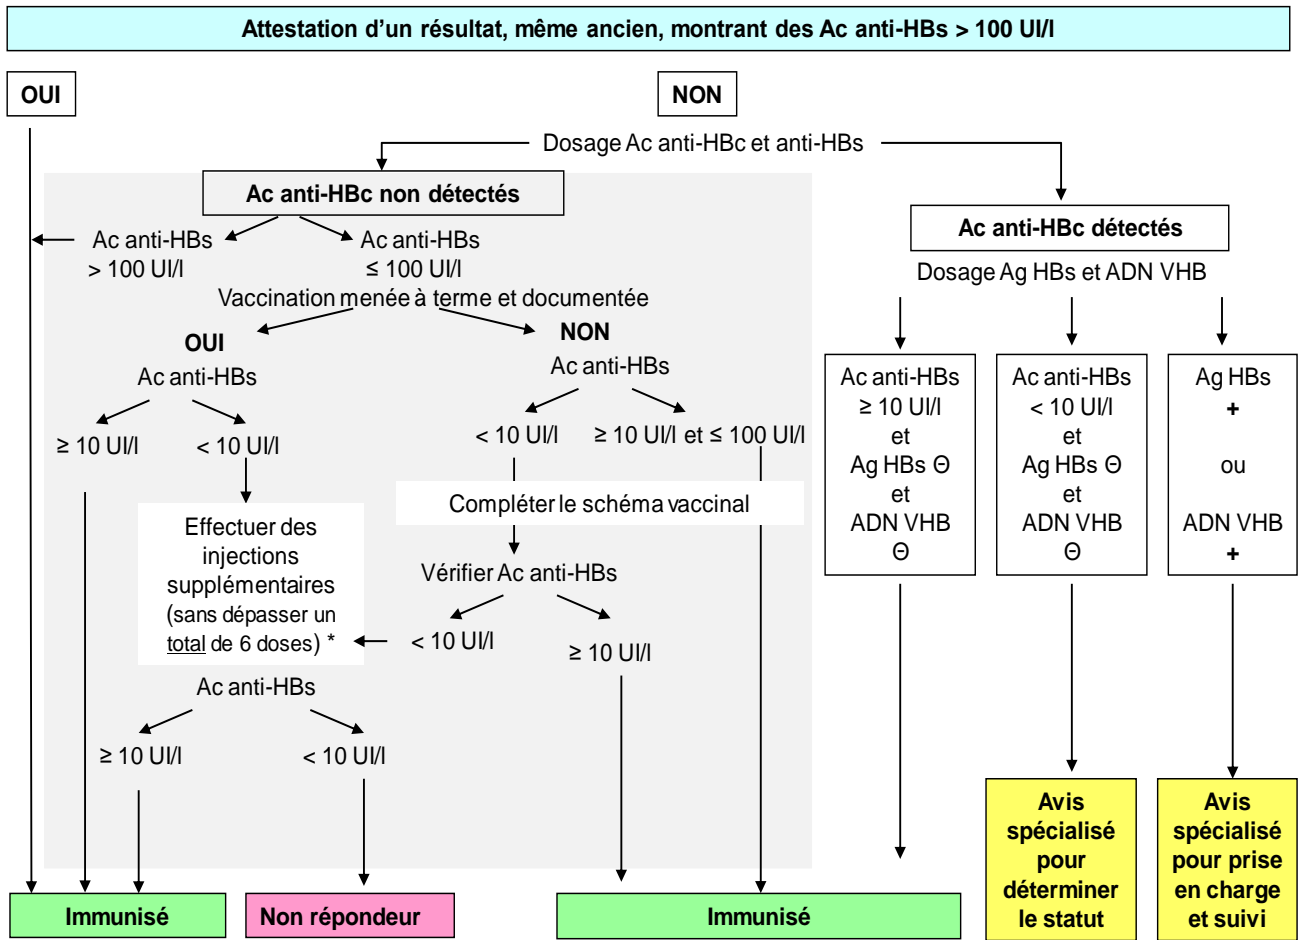 Attestation d’un résultat, même ancien, montrant des Ac anti-HBs > 100 UI/l
OUI
NON
Dosage Ac anti-HBc et anti-HBs
Ac anti-HBc non détectés
Ac anti-HBs
> 100 UI/l
Ac anti-HBs
≤ 100 UI/l
Vaccination menée à terme et documentée
OUI
Ac anti-HBs
≥ 10 UI/l
< 10 UI/l
Effectuer des
injections
supplémentaires
(sans dépasser un
total de 6 doses) *
Ac anti-HBs
≥ 10 UI/l
< 10 UI/l
NON
Ac anti-HBs
< 10 UI/l
≥ 10 UI/l et ≤ 100 UI/l
Compléter le schéma vaccinal
Vérifier Ac anti-HBs
< 10 UI/l
≥ 10 UI/l
Ac anti-HBc détectés
Dosage Ag HBs et ADN VHB
Ac anti-HBs
≥ 10 UI/l
et
Ag HBs Θ
et
ADN VHB
Θ
Ac anti-HBs
< 10 UI/l
et
Ag HBs Θ
et
ADN VHB
Θ
Ag HBs
+
ou
ADN VHB
+
Immunisé
Non répondeur
Immunisé
Avis
spécialisé
pour
déterminer
le statut
Avis
spécialisé
pour prise
en charge
et suivi